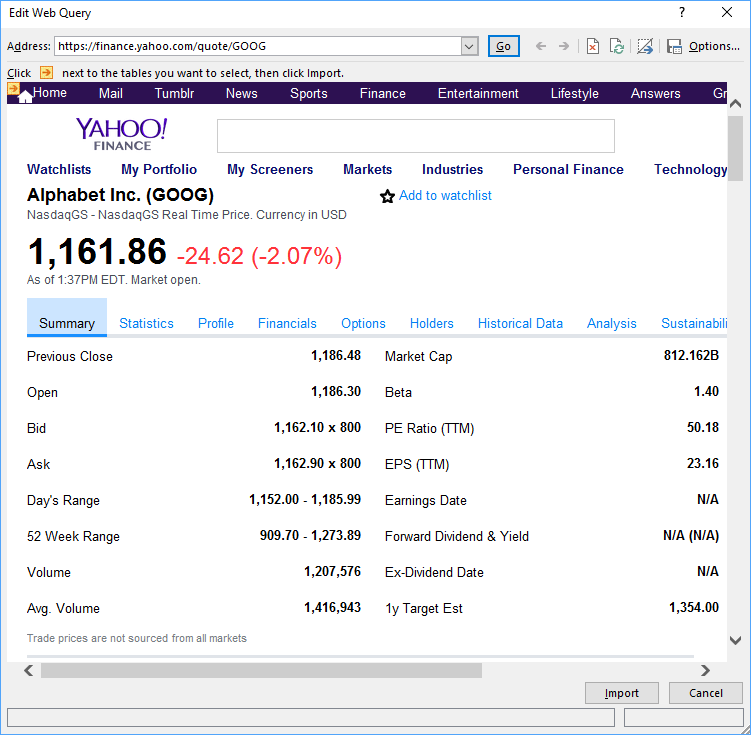 Edit Web Query
?
Address: https://finance.yahoo.com/quote/GOOG Go Options...
Click next to the tables you want to select, then click Import.
Home Mail Tumblr News Sports Finance Entertainment Lifestyle Answers Gr
YAHOO!
FINANCE
Watchlists My Portfolio My Screeners Markets Industries Personal Finance Technology
Alphabet Inc. (GOOG) Add to watchlist
NasdaqGS - NasdaqGS Real Time Price. Currency in USD
1,161.86 -24.62 (-2.07%)
As of 1:37PM EDT. Market open.
Summary Statistics Profile Financials Options Holders Historical Data Analysis Sustainabili
Previous Close 1,186.48 Market Cap 812.162B
Open 1,186.30 Beta 1.40
Bid 1,162.10 x 800 PE Ratio (TTM) 50.18
Ask 1,162.90 x 800 EPS (TTM) 23.16
Day's Range 1,152.00 - 1,185.99 Earnings Date N/A
52 Week Range 909.70 - 1,273.89 Forward Dividend & Yield N/A (N/A)
Volume 1,207,576 Ex-Dividend Date N/A
Avg. Volume 1,416,943 1y Target Est 1,354.00
Trade prices are not sourced from all markets
Import Cancel